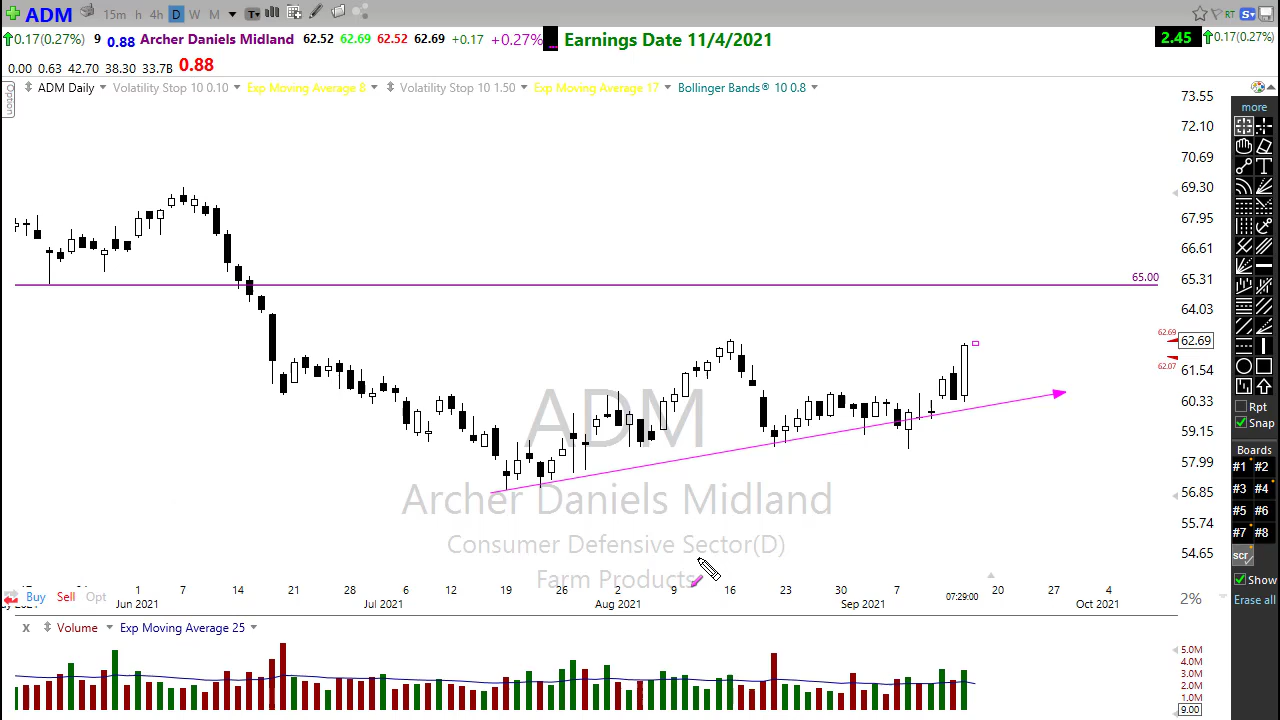 ADM 15m h 4h D W M T RT S
0.17(0.27%) 9 0.88 Archer Daniels Midland 62.52 62.69 62.52 62.69 +0.17 +0.27% Earnings Date 11/4/2021 2.45 0.17(0.27%)
0.00 0.63 42.70 38.30 33.7B 0.88
Option
ADM Daily Volatility Stop 10 0.10 Exp Moving Average 8 Volatility Stop 10 1.50 Exp Moving Average 17 Bollinger Bands® 10 0.8
73.55
more
72.10
70.69
69.30
67.95
66.61
65.00
65.31
64.03
62.69
62.69
62.07
61.54
60.33
59.15
57.99
56.85
55.74
54.65
ADM
Archer Daniels Midland
Consumer Defensive Sector(D)
Farm Products
Rpt
Snap
Boards
#1 #2
#3 #4
#5 #6
#7 #8
scr
Show
Erase all
1 7 14 21 28 6 12 19 26 2 9 16 23 30 7 07:29:00 20 27 4
Buy Sell Opt
Jun 2021 Jul 2021 Aug 2021 Sep 2021 Oct 2021
2%
X Volume Exp Moving Average 25
5.0M
4.0M
3.0M
2.0M
1.0M
9.00